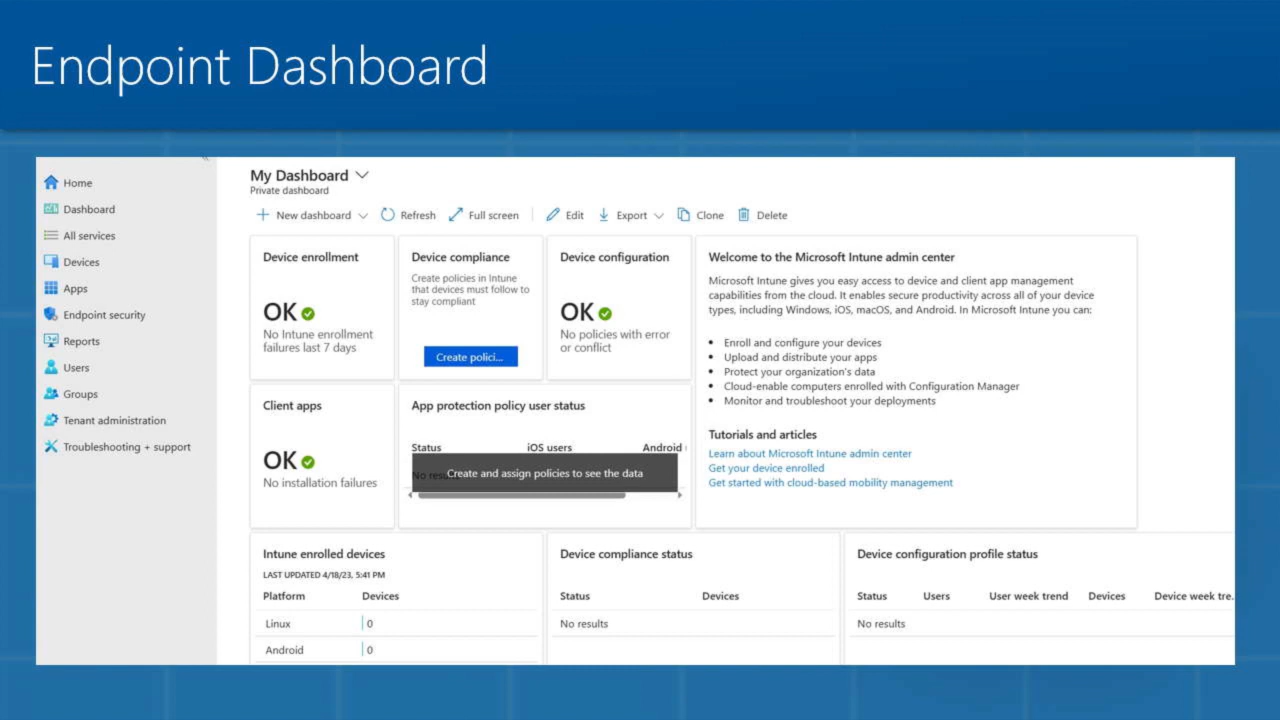 Endpoint Dashboard
Home
Dashboard
All services
Devices
Apps
Endpoint security
Reports
Users
Groups
Tenant administration
Troubleshooting + support
My Dashboard
Private dashboard
New dashboard
Refresh
Full screen
Edit
Export
Clone
Delete
Device enrollment
OK
No Intune enrollment
failures last 7 days
Device compliance
Create policies in Intune
that devices must follow to
stay compliant
Create polici...
Device configuration
OK
No policies with error
or conflict
Welcome to the Microsoft Intune admin center
Microsoft Intune gives you easy access to device and client app management
capabilities from the cloud. It enables secure productivity across all of your device
types, including Windows, iOS, macOS, and Android. In Microsoft Intune you can:
• Enroll and configure your devices
• Upload and distribute your apps
• Protect your organization's data
• Cloud-enable computers enrolled with Configuration Manager
• Monitor and troubleshoot your deployments
Tutorials and articles
Learn about Microsoft Intune admin center
Get your device enrolled
Get started with cloud-based mobility management
Client apps
OK
No installation failures
App protection policy user status
Status iOS users Android
Create and assign policies to see the data
Intune enrolled devices
LAST UPDATED 4/18/23, 5:41 PM
Platform Devices
Linux 0
Android 0
Device compliance status
Status Devices
No results
Device configuration profile status
Status Users User week trend Devices Device week tre.
No results